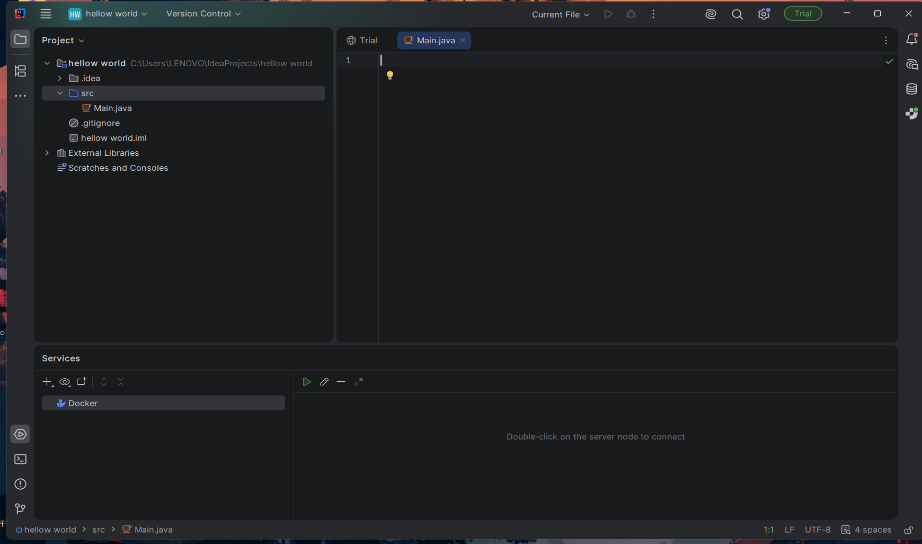 HW hellow world Version Control Current File Trial
Project
Trial Main.java
hellow world C:\Users\LENOVO\IdeaProjects\hellow world
1
.idea
src
Main.java
.gitignore
hellow world.iml
External Libraries
Scratches and Consoles
Services
Docker
Double-click on the server node to connect
hellow world > src > Main.java 1:1 LF UTF-8 4 spaces